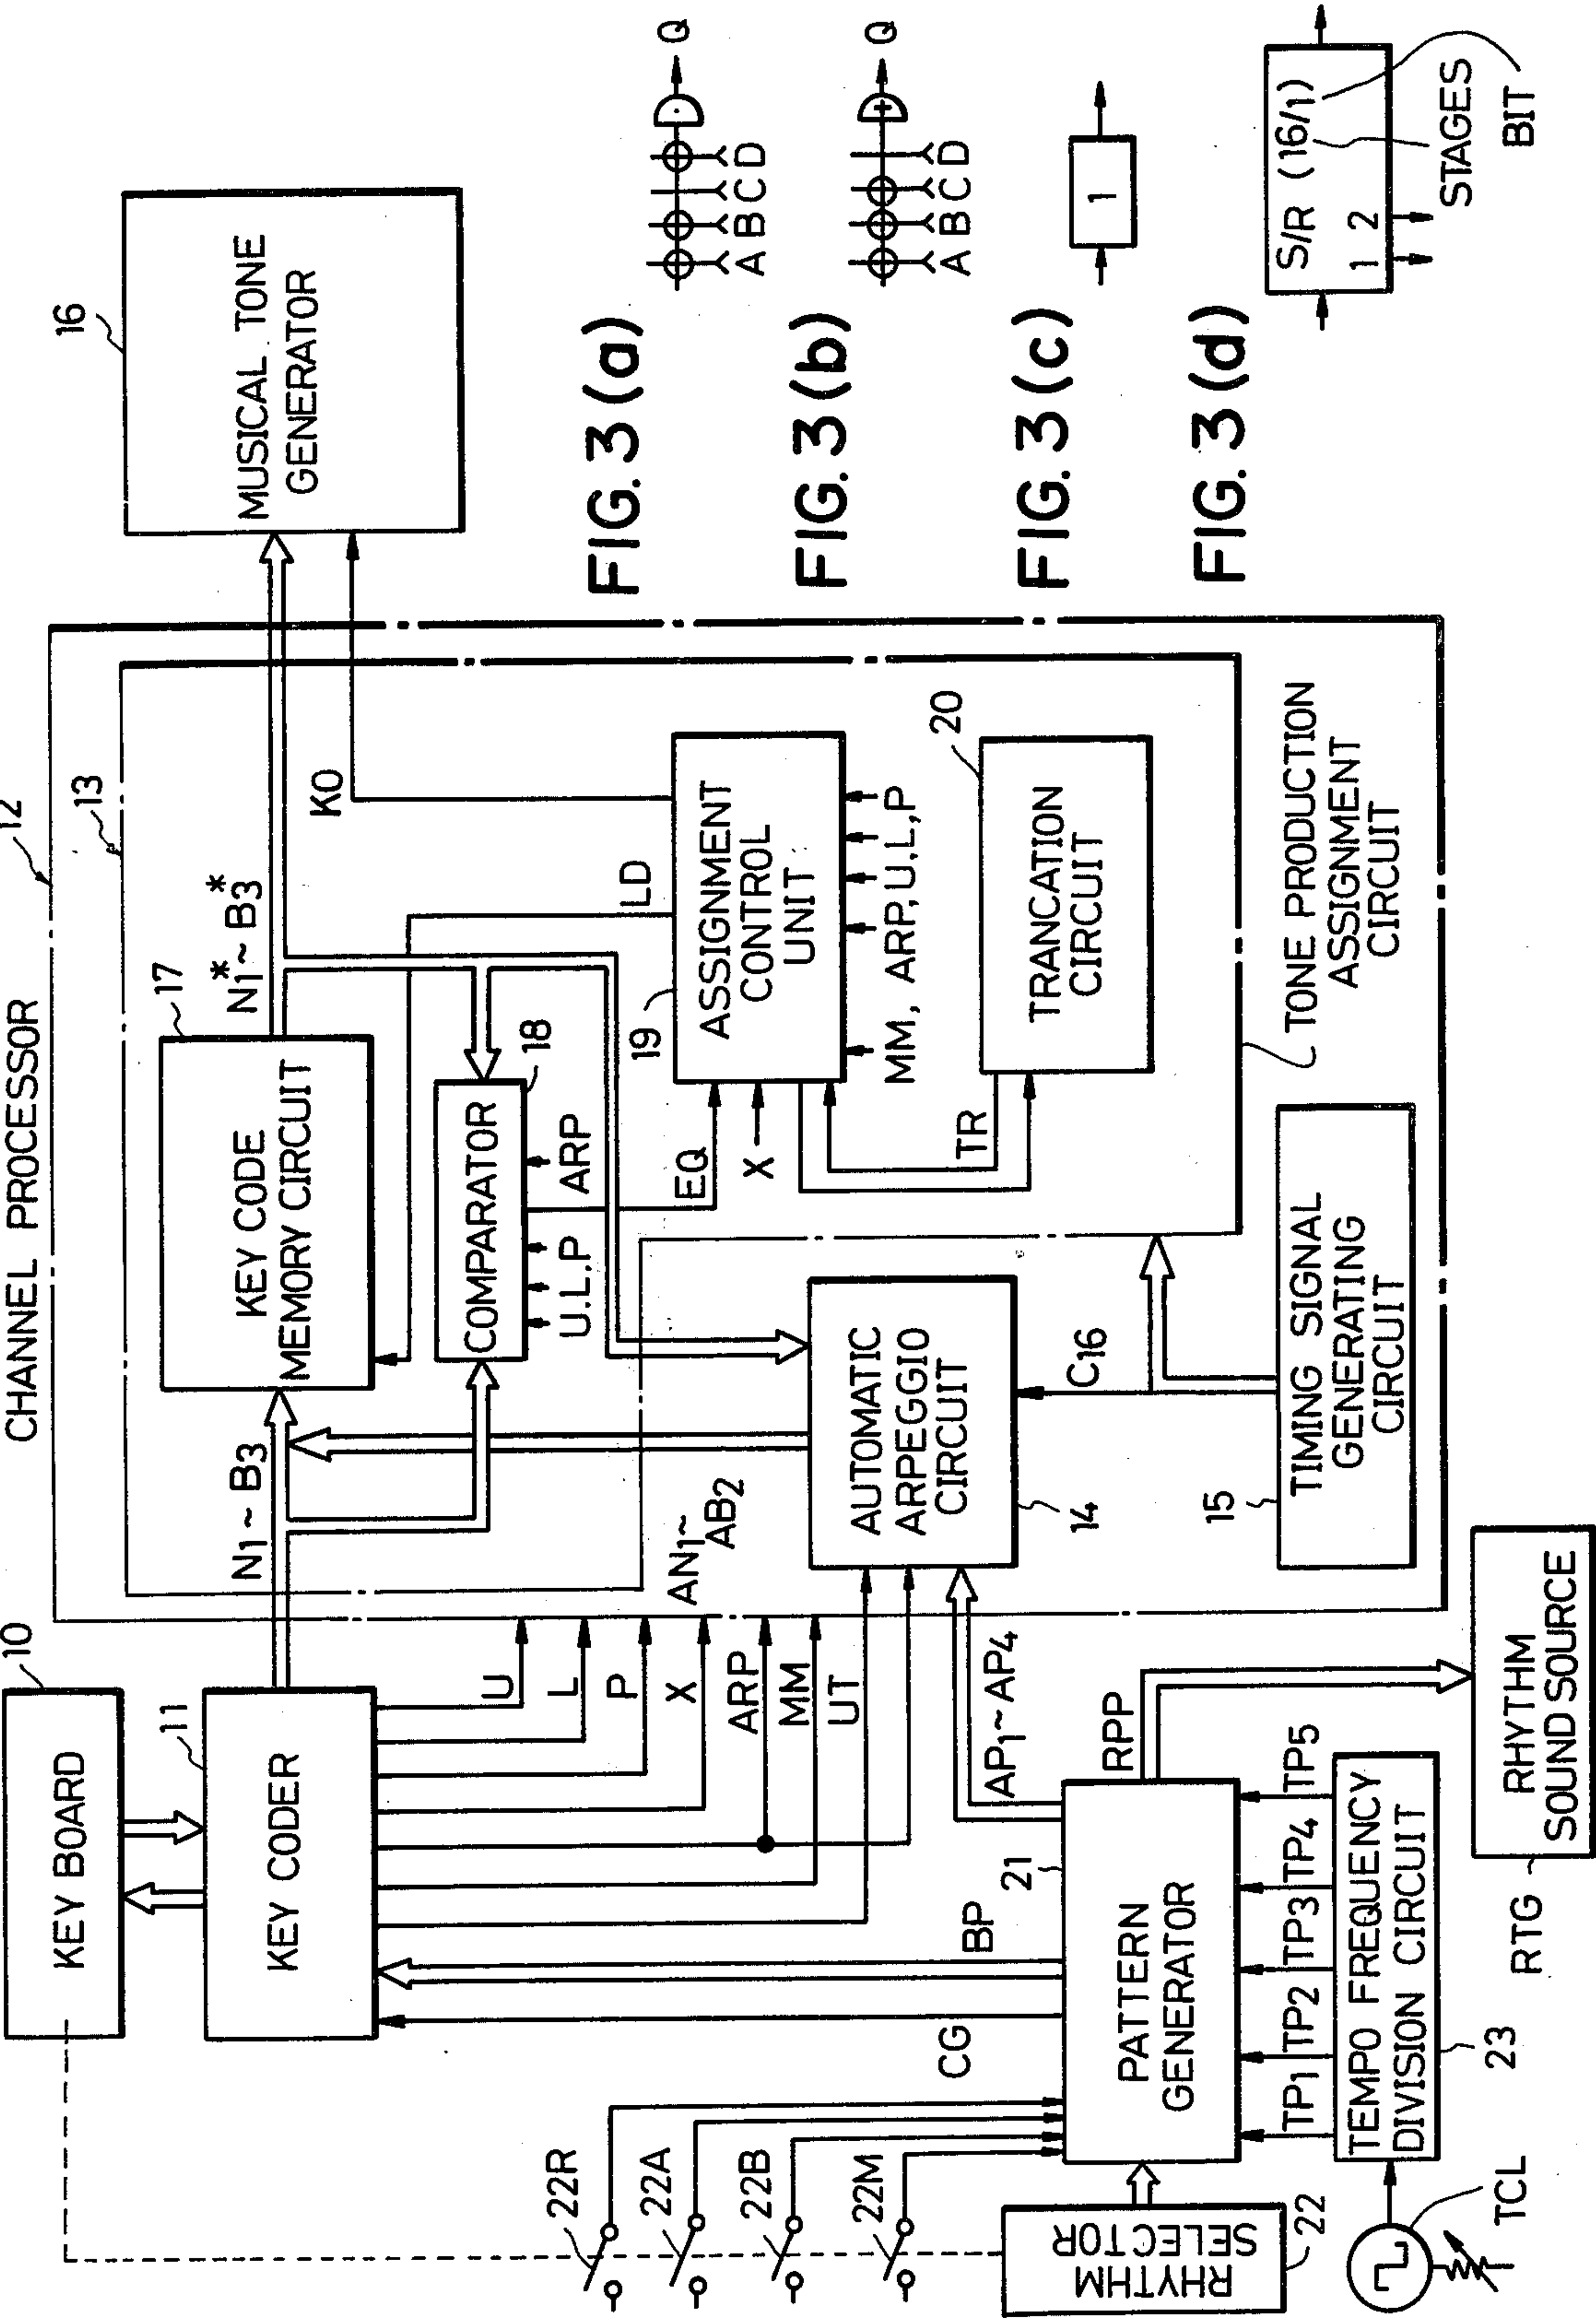 CHANNEL PROCESSOR
12
13
10
KEY BOARD
11
KEY CODER
N1 ~ B3
17
KEY CODE
MEMORY CIRCUIT
N1* ~ B3*
16
MUSICAL TONE
GENERATOR
KO
LD
18
COMPARATOR
U.L.P
ARP
EQ
X
19
ASSIGNMENT
CONTROL
UNIT
MM, ARP,U.L,P
TR
20
TRANCATION
CIRCUIT
TONE PRODUCTION
ASSIGNMENT
CIRCUIT
U
L
P
X
ARP
MM
UT
AN1~
AB2
AUTOMATIC
ARPEGGIO
CIRCUIT
14
C16
15
TIMING SIGNAL
GENERATING
CIRCUIT
AP1~AP4
RPP
BP
CG
21
PATTERN
GENERATOR
22R
22A
22B
22M
RHYTHM
SELECTOR
22
TP1
TP2
TP3
TP4
TP5
TEMPO FREQUENCY
DIVISION CIRCUIT
23
TCL
RTG
RHYTHM
SOUND SOURCE
FIG. 3 (a)
A B C D
Q
FIG. 3 (b)
A B C D
+
Q
FIG. 3 (c)
1
FIG. 3 (d)
S/R (16/1)
1 2
STAGES
BIT